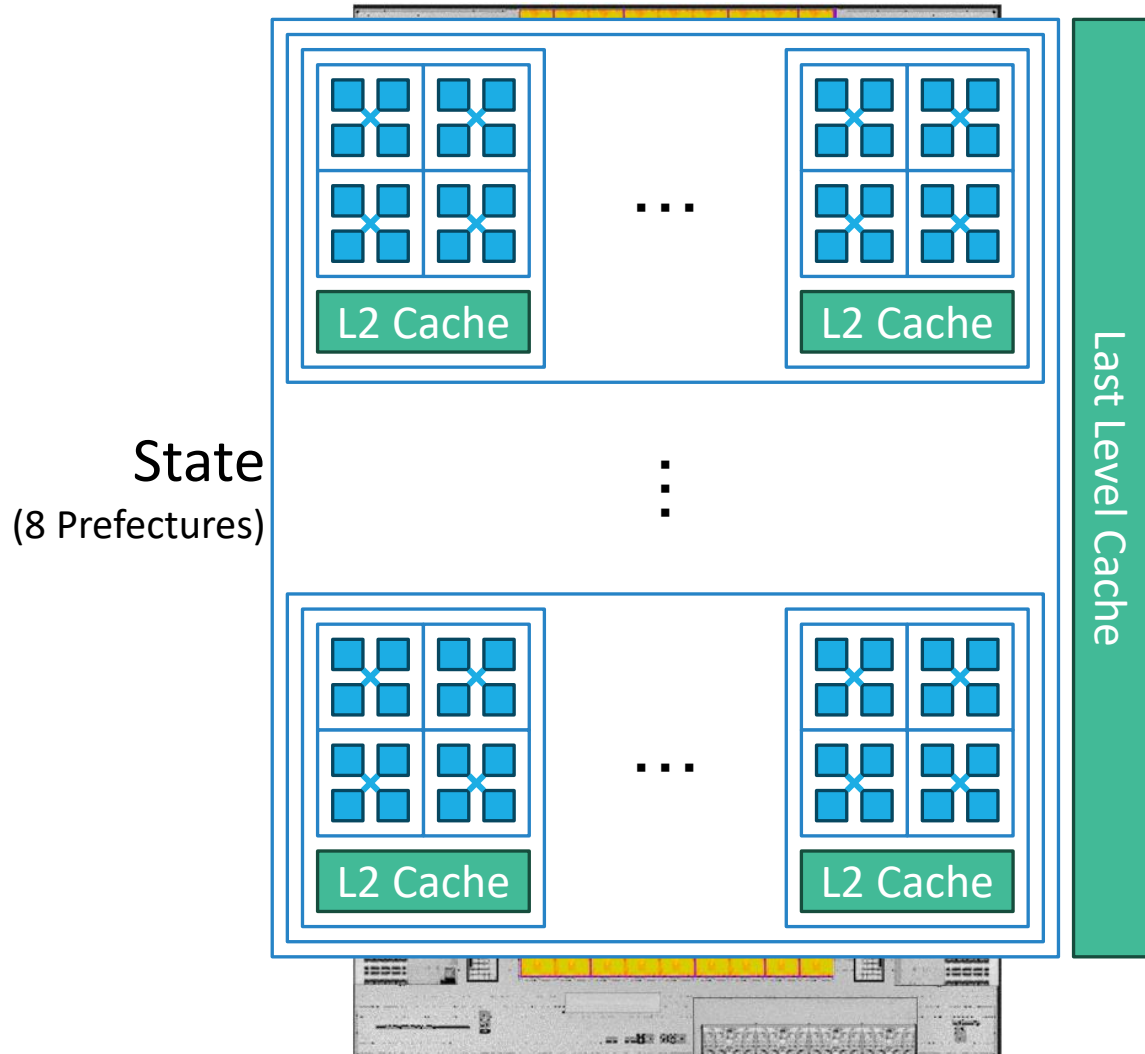 L2 Cache
L2 Cache
...
State
(8 Prefectures)
Last Level Cache
...
L2 Cache
L2 Cache